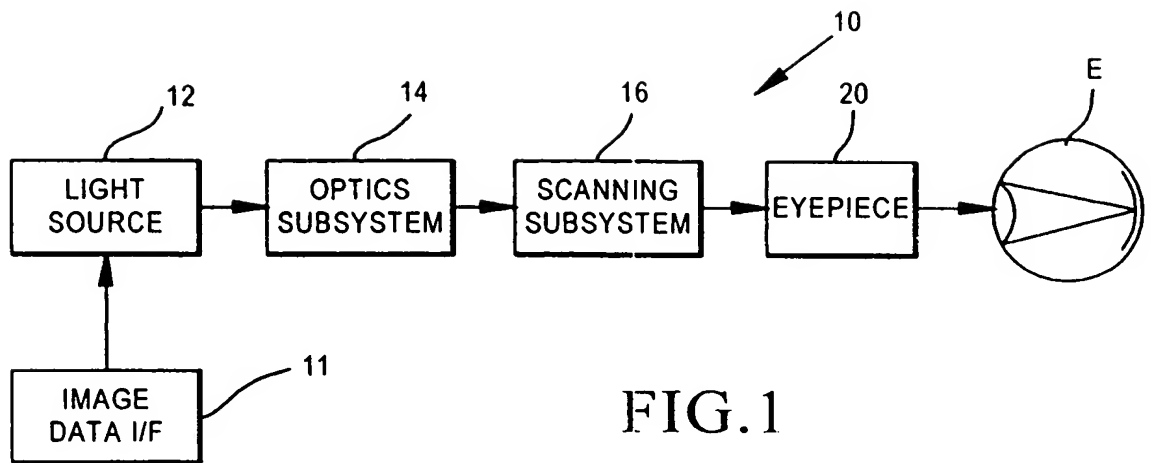 10
12
14
16
20
E
LIGHT
SOURCE
OPTICS
SUBSYSTEM
SCANNING
SUBSYSTEM
EYEPIECE
11
IMAGE
DATA I/F
FIG.1